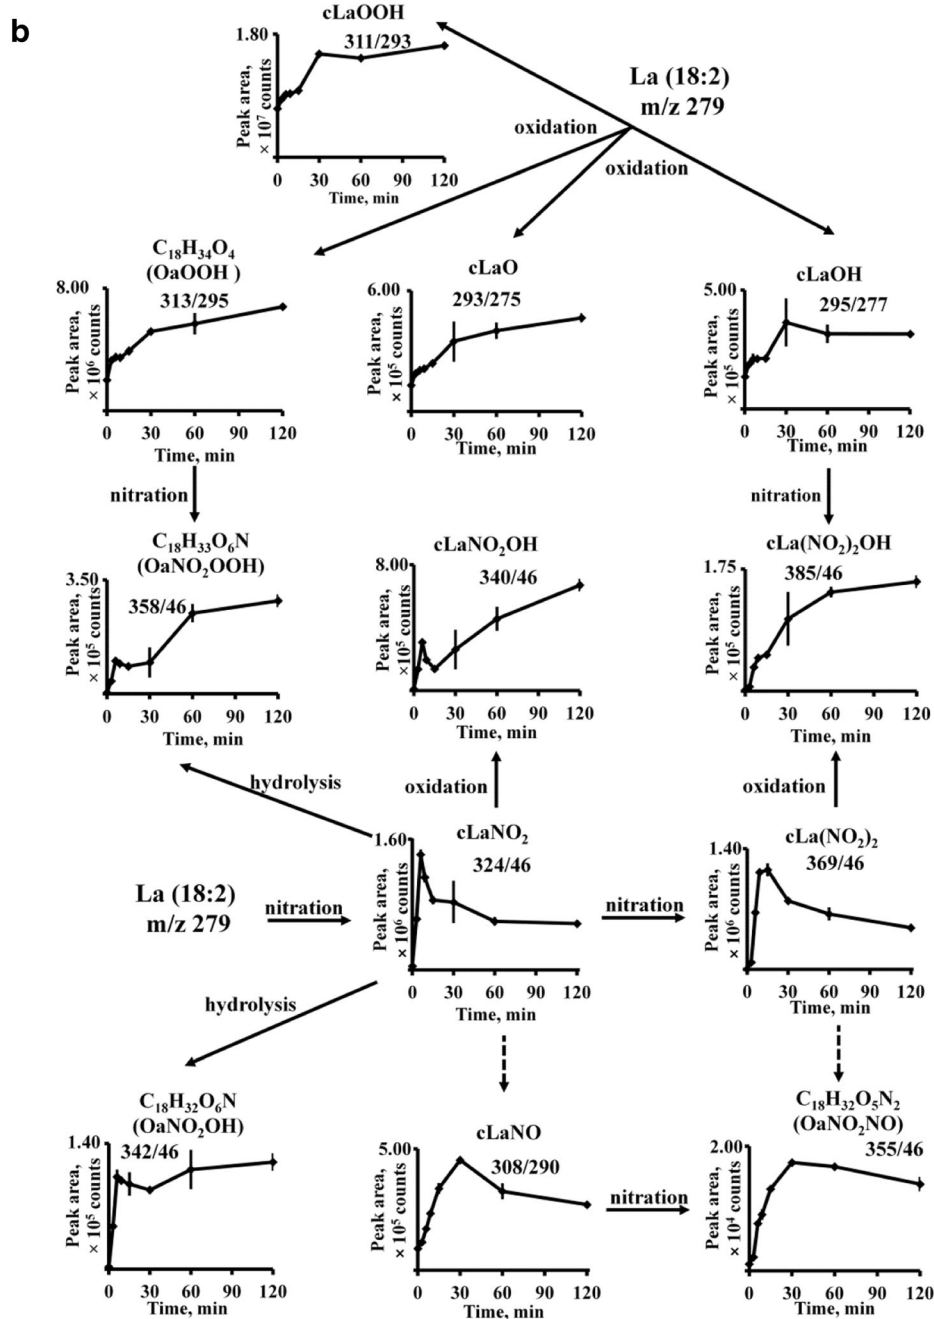 b
cLaOOH
1.80
311/293
Peak area,
× 10⁷ counts
0 30 60 90 120
Time, min
La (18:2)
m/z 279
oxidation
oxidation
C₁₈H₃₄O₄
(OaOOH )
8.00
313/295
Peak area,
× 10⁶ counts
0 30 60 90 120
Time, min
cLaO
6.00
293/275
Peak area,
× 10⁵ counts
0 30 60 90 120
Time, min
cLaOH
5.00
295/277
Peak area,
× 10⁵ counts
0 30 60 90 120
Time, min
nitration
nitration
C₁₈H₃₃O₆N
(OaNO₂OOH)
3.50
358/46
Peak area,
× 10⁵ counts
0 30 60 90 120
Time, min
cLaNO₂OH
8.00
340/46
Peak area,
× 10⁵ counts
0 30 60 90 120
Time, min
cLa(NO₂)₂OH
1.75
385/46
Peak area,
× 10⁵ counts
0 30 60 90 120
Time, min
hydrolysis
oxidation
oxidation
La (18:2)
m/z 279
nitration
cLaNO₂
1.60
324/46
Peak area,
× 10⁶ counts
0 30 60 90 120
Time, min
nitration
cLa(NO₂)₂
1.40
369/46
Peak area,
× 10⁶ counts
0 30 60 90 120
Time, min
hydrolysis
C₁₈H₃₂O₆N
(OaNO₂OH)
1.40
342/46
Peak area,
× 10⁵ counts
0 30 60 90 120
Time, min
cLaNO
5.00
308/290
Peak area,
× 10⁵ counts
0 30 60 90 120
Time, min
nitration
C₁₈H₃₂O₅N₂
(OaNO₂NO)
2.00
355/46
Peak area,
× 10⁴ counts
0 30 60 90 120
Time, min